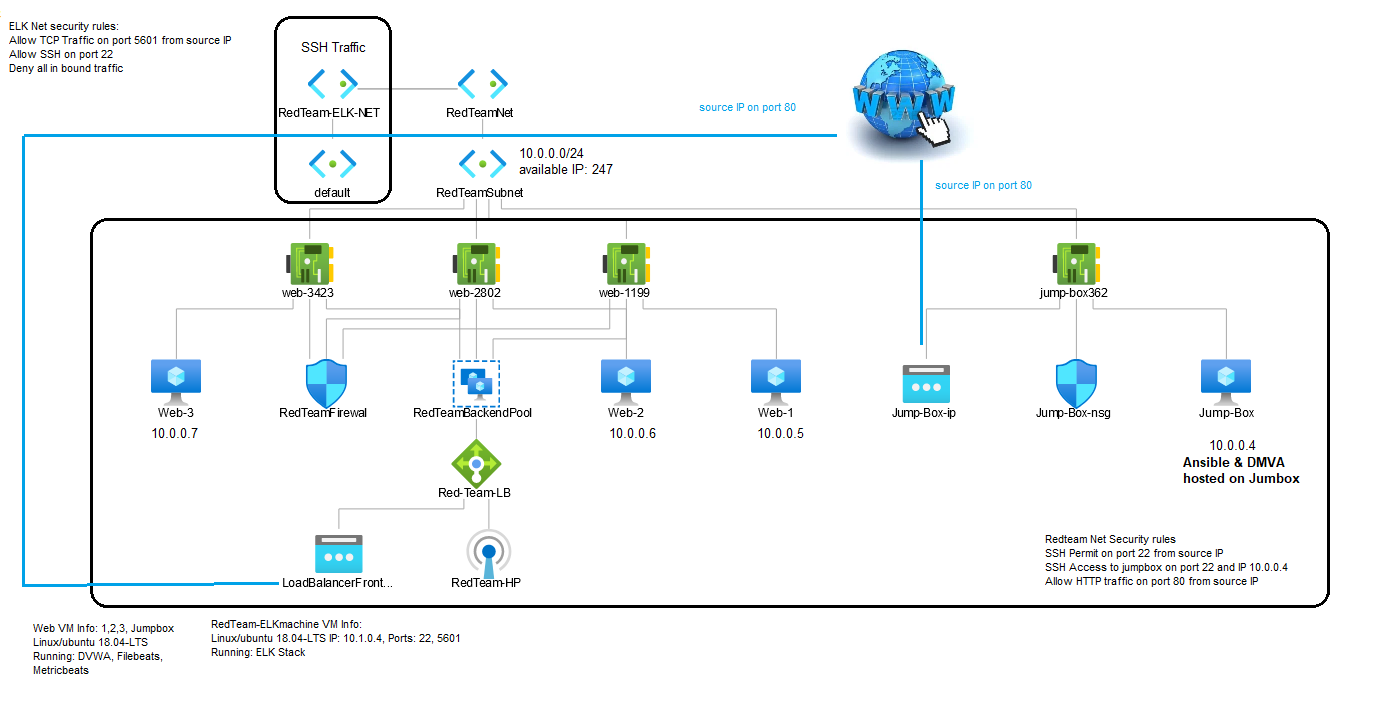 ELK Net security rules:
Allow TCP Traffic on port 5601 from source IP
Allow SSH on port 22
Deny all in bound traffic
SSH Traffic
RedTeam-ELK-NET
RedTeamNet
source IP on port 80
WWW
default
10.0.0.0/24
available IP: 247
RedTeamSubnet
source IP on port 80
web-3423
web-2802
web-1199
jump-box362
Web-3
10.0.0.7
RedTeamFirewal
RedTeamBackendPool
Web-2
10.0.0.6
Web-1
10.0.0.5
Jump-Box-ip
Jump-Box-nsg
Jump-Box
10.0.0.4
Ansible & DMVA
hosted on Jumbox
Red-Team-LB
LoadBalancerFront...
RedTeam-HP
Redteam Net Security rules
SSH Permit on port 22 from source IP
SSH Access to jumpbox on port 22 and IP 10.0.0.4
Allow HTTP traffic on port 80 from source IP
Web VM Info: 1,2,3, Jumpbox
Linux/ubuntu 18.04-LTS
Running: DVWA, Filebeats,
Metricbeats
RedTeam-ELKmachine VM Info:
Linux/ubuntu 18.04-LTS IP: 10.1.0.4, Ports: 22, 5601
Running: ELK Stack